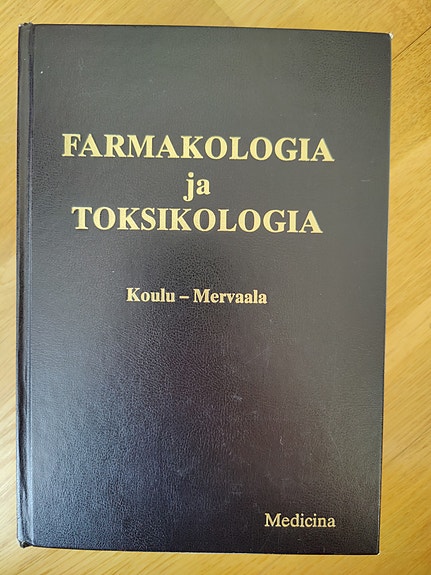 FARMAKOLOGIA
ja
TOKSIKOLOGIA
Koulu – Mervaala
Medicina